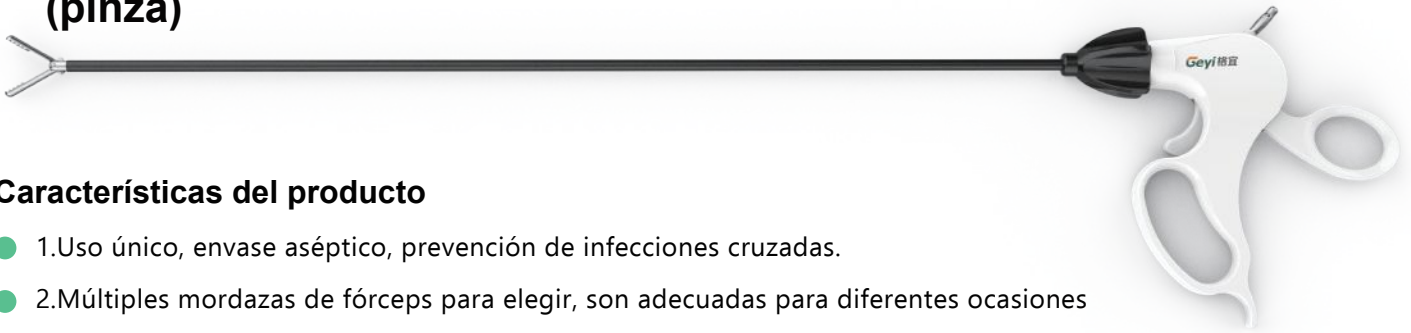 (pinza)
Geyi格宜
Características del producto
1.Uso único, envase aséptico, prevención de infecciones cruzadas.
2.Múltiples mordazas de fórceps para elegir, son adecuadas para diferentes ocasiones